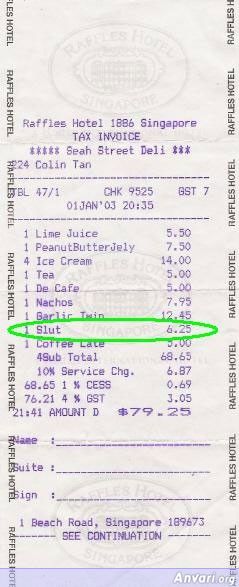 RAFFLES HOTEL
SINGAPORE
Raffles Hotel 1886 Singapore
TAX INVOICE
***** Seah Street Deli ***
224 Colin Tan
TBL 47/1 CHK 9525 GST 7
01JAN'03 20:35
1 Lime Juice 5.50
1 PeanutButterJely 7.50
4 Ice Cream 14.00
1 Tea 5.00
1 De Cafe 5.00
1 Nachos 7.95
1 Garlic Twin 12.45
1 Slut 6.25
1 Coffee Late 5.00
4Sub Total 68.65
10% Service Chg. 6.87
68.65 1 % CESS 0.69
76.21 4 % GST 3.05
21:41 AMOUNT D $79.25
Name :
Suite :
Sign :
1 Beach Road, Singapore 189673
SEE CONTINUATION
RAFFLES HOTEL
Anvari.org